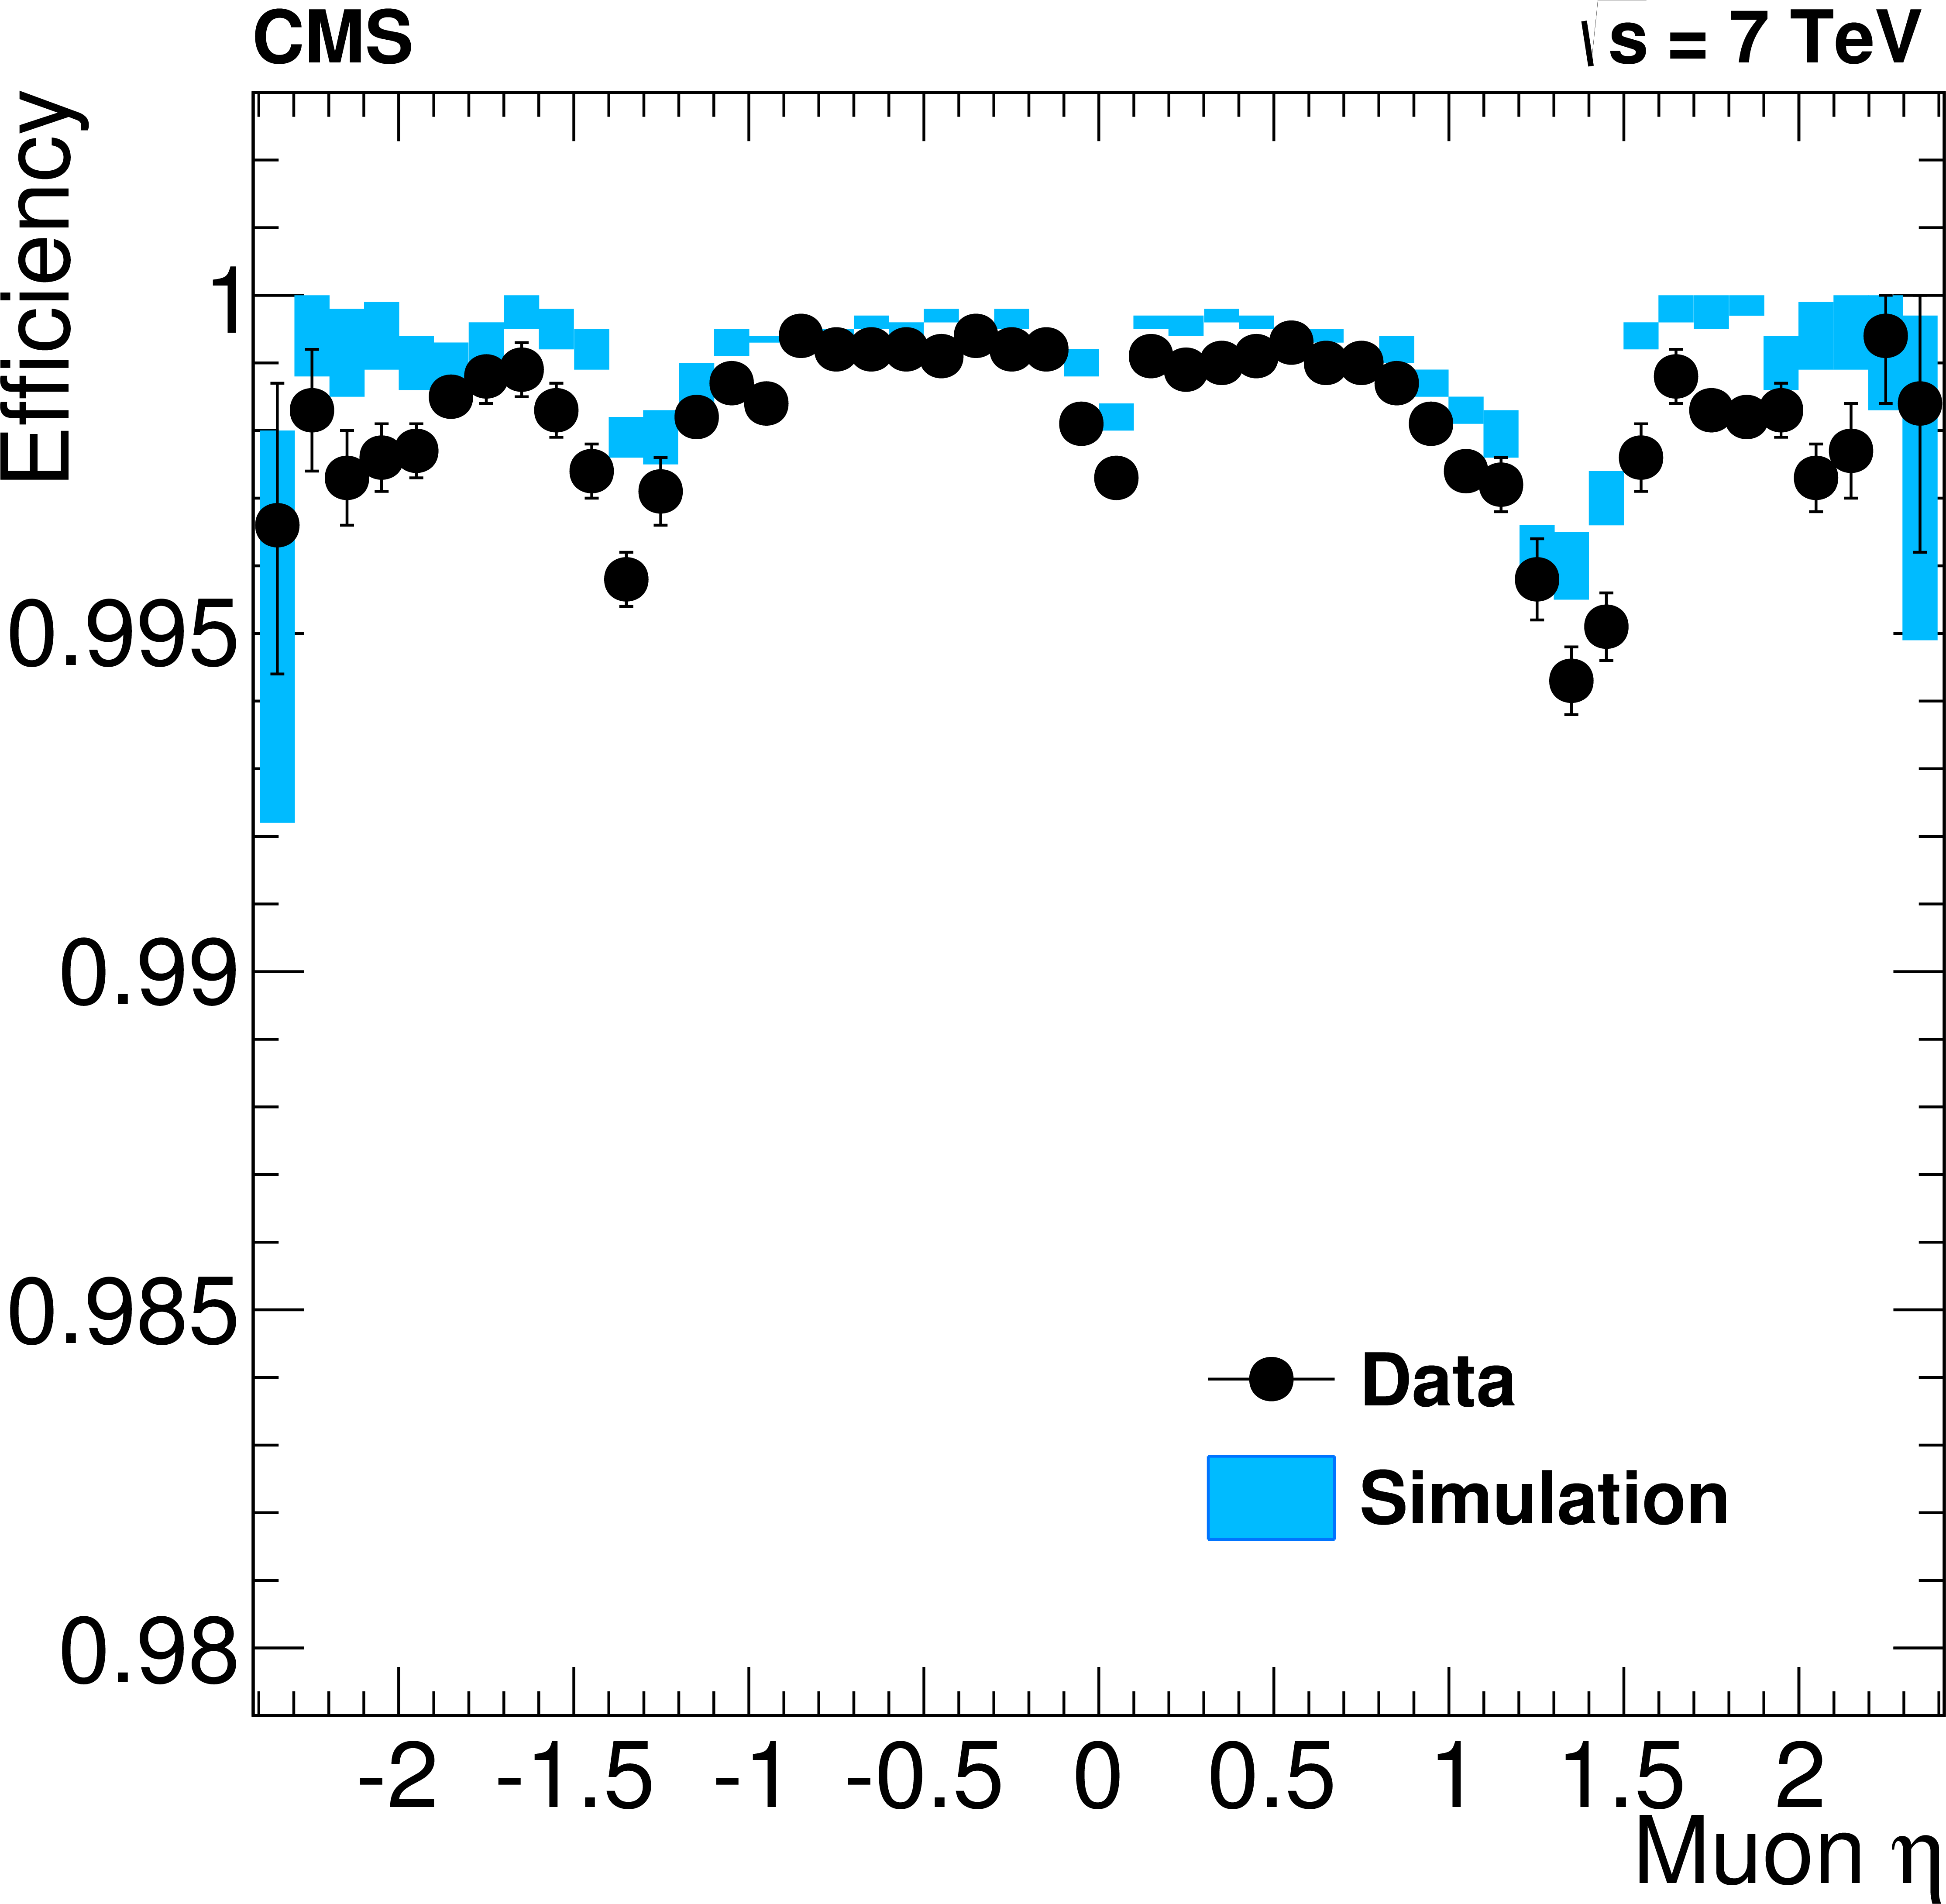 CMS
√s = 7 TeV
Efficiency
1
0.995
0.99
0.985
0.98
Data
Simulation
-2 -1.5 -1 -0.5 0 0.5 1 1.5 2
Muon η